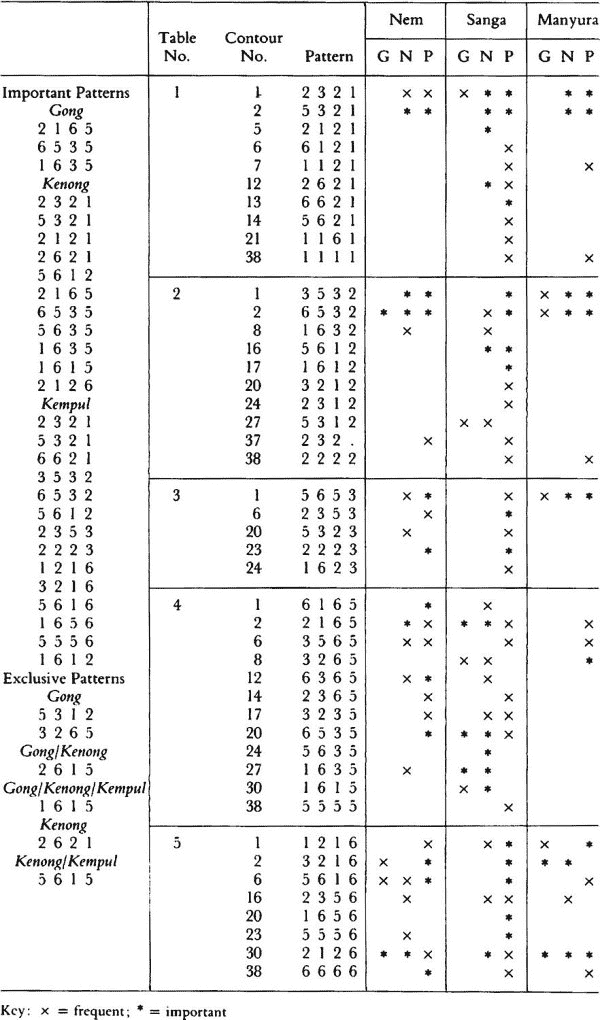 Nem Sanga Manyura
Table No. Contour No. Pattern G N P G N P G N P
Important Patterns 1 1 2 3 2 1 × × × * * * *
Gong 2 5 3 2 1 * * * * * *
2 1 6 5 5 2 1 2 1 *
6 5 3 5 6 6 1 2 1 ×
1 6 3 5 7 1 1 2 1 × ×
Kenong 12 2 6 2 1 * ×
2 3 2 1 13 6 6 2 1 *
5 3 2 1 14 5 6 2 1 ×
2 1 2 1 21 1 1 6 1 ×
2 6 2 1 38 1 1 1 1 × ×
5 6 1 2
2 1 6 5 2 1 3 5 3 2 * * * × * *
6 5 3 5 2 6 5 3 2 * * * × * × * *
5 6 3 5 8 1 6 3 2 × ×
1 6 3 5 16 5 6 1 2 * *
1 6 1 5 17 1 6 1 2 *
2 1 2 6 20 3 2 1 2 ×
Kempul 24 2 3 1 2 ×
2 3 2 1 27 5 3 1 2 × ×
5 3 2 1 37 2 3 2 . × ×
6 6 2 1 38 2 2 2 2 × ×
3 5 3 2
6 5 3 2 3 1 5 6 5 3 × * × × * *
5 6 1 2 6 2 3 5 3 × *
2 3 5 3 20 5 3 2 3 × ×
2 2 2 3 23 2 2 2 3 * *
1 2 1 6 24 1 6 2 3 ×
3 2 1 6
5 6 1 6 4 1 6 1 6 5 * ×
1 6 5 6 2 2 1 6 5 * × * * × ×
5 5 5 6 6 3 5 6 5 × × × ×
1 6 1 2 8 3 2 6 5 × × *
Exclusive Patterns 12 6 3 6 5 × * ×
Gong 14 2 3 6 5 × ×
5 3 1 2 17 3 2 3 5 × × ×
3 2 6 5 20 6 5 3 5 * * * ×
Gong/Kenong 24 5 6 3 5 *
2 6 1 5 27 1 6 3 5 × * *
Gong/Kenong/Kempul 30 1 6 1 5 × *
1 6 1 5 38 5 5 5 5 ×
Kenong
2 6 2 1 5 1 1 2 1 6 × × * × *
Kenong/Kempul 2 3 2 1 6 × * * * *
5 6 1 5 6 5 6 1 6 × × * * ×
16 2 3 5 6 × × × ×
20 1 6 5 6 *
23 5 5 5 6 × *
30 2 1 2 6 * * × * × * * *
38 6 6 6 6 * × ×
Key: × = frequent; * = important